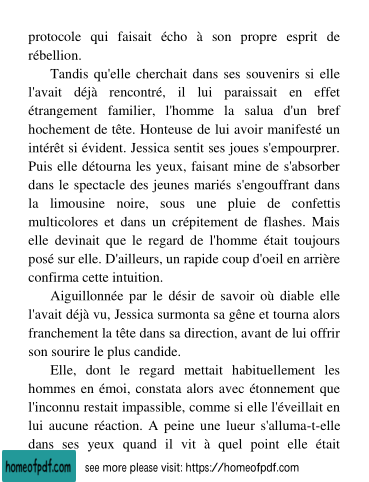 protocole qui faisait écho à son propre esprit de
rébellion.
Tandis qu'elle cherchait dans ses souvenirs si elle
l'avait déjà rencontré, il lui paraissait en effet
étrangement familier, l'homme la salua d'un bref
hochement de tête. Honteuse de lui avoir manifesté un
intérêt si évident. Jessica sentit ses joues s'empourprer.
Puis elle détourna les yeux, faisant mine de s'absorber
dans le spectacle des jeunes mariés s'engouffrant dans
la limousine noire, sous une pluie de confettis
multicolores et dans un crépitement de flashes. Mais
elle devinait que le regard de l'homme était toujours
posé sur elle. D'ailleurs, un rapide coup d'oeil en arrière
confirma cette intuition.
Aiguillonnée par le désir de savoir où diable elle
l'avait déjà vu, Jessica surmonta sa gêne et tourna alors
franchement la tête dans sa direction, avant de lui offrir
son sourire le plus candide.
Elle, dont le regard mettait habituellement les
hommes en émoi, constata alors avec étonnement que
l'inconnu restait impassible, comme si elle l'éveillait en
lui aucune réaction. A peine une lueur s'alluma-t-elle
dans ses yeux quand il vit à quel point elle était
homeofpdf.com see more please visit: https://homeofpdf.com